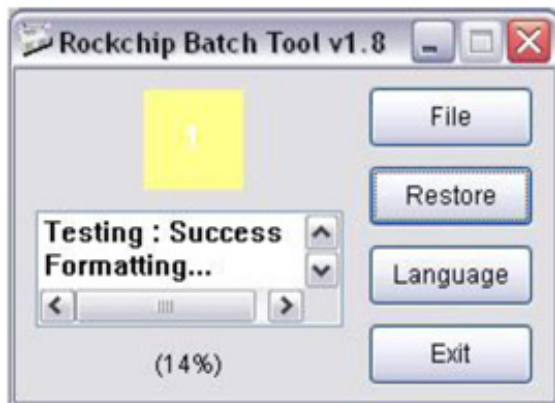 Rockchip Batch Tool v1.8
1
File
Testing : Success
Formatting...
Restore
Language
(14%)
Exit